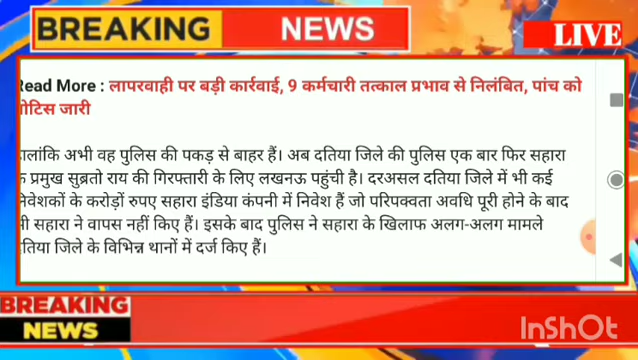 BREAKING NEWS LIVE
Read More : लापरवाही पर बड़ी कार्रवाई, 9 कर्मचारी तत्काल प्रभाव से निलंबित, पांच को
नोटिस जारी
हालांकि अभी वह पुलिस की पकड़ से बाहर हैं। अब दतिया जिले की पुलिस एक बार फिर सहारा
के प्रमुख सुब्रतो राय की गिरफ्तारी के लिए लखनऊ पहुंची है। दरअसल दतिया जिले में भी कई
निवेशकों के करोड़ों रुपए सहारा इंडिया कंपनी में निवेश हैं जो परिपक्वता अवधि पूरी होने के बाद
भी सहारा ने वापस नहीं किए हैं। इसके बाद पुलिस ने सहारा के खिलाफ अलग-अलग मामले
दतिया जिले के विभिन्न थानों में दर्ज किए हैं।
BREAKING
NEWS
InShOt